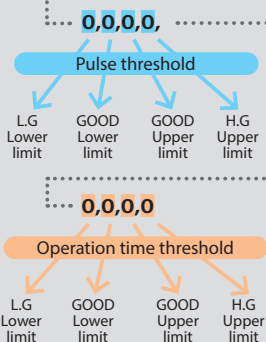 0,0,0,0,
Pulse threshold
L.G GOOD GOOD H.G
Lower Lower Upper Upper
limit limit limit limit
0,0,0,0
Operation time threshold
L.G GOOD GOOD H.G
Lower Lower Upper Upper
limit limit limit limit